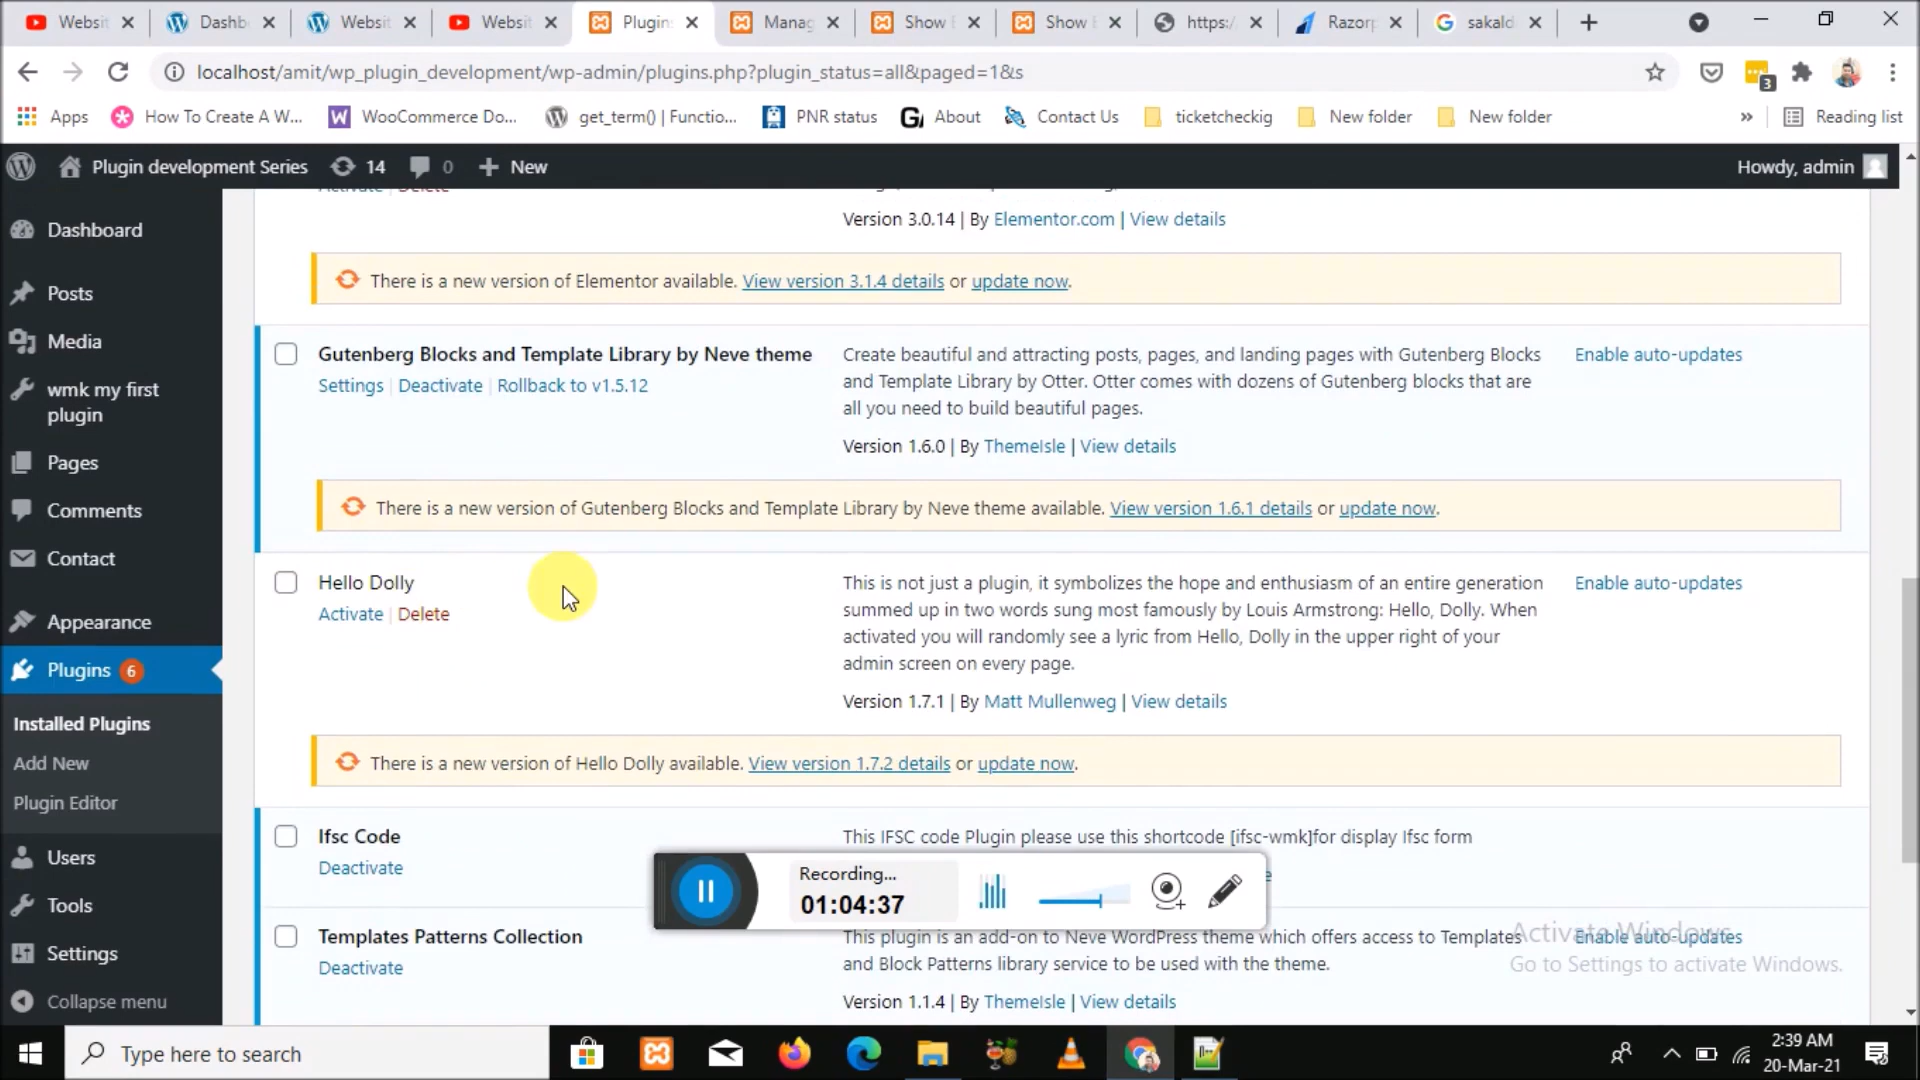 Websit
Dashb
Websit
Websit
Plugins
Manag
Show
Show
https:/
Razorp
sakald
localhost/amit/wp_plugin_development/wp-admin/plugins.php?plugin_status=all&paged=1&s
3
Apps
How To Create A W...
WooCommerce Do...
get_term() | Functio...
PNR status
About
Contact Us
ticketcheckig
New folder
New folder
»
Reading list
Plugin development Series
14
0
New
Howdy, admin
Dashboard
Posts
Media
wmk my first
plugin
Pages
Comments
Contact
Appearance
Plugins 6
Installed Plugins
Add New
Plugin Editor
Users
Tools
Settings
Collapse menu
Activate | Delete
Version 3.0.14 | By Elementor.com | View details
There is a new version of Elementor available. View version 3.1.4 details or update now.
Gutenberg Blocks and Template Library by Neve theme
Settings | Deactivate | Rollback to v1.5.12
Create beautiful and attracting posts, pages, and landing pages with Gutenberg Blocks
and Template Library by Otter. Otter comes with dozens of Gutenberg blocks that are
all you need to build beautiful pages.
Version 1.6.0 | By ThemeIsle | View details
Enable auto-updates
There is a new version of Gutenberg Blocks and Template Library by Neve theme available. View version 1.6.1 details or update now.
Hello Dolly
Activate | Delete
This is not just a plugin, it symbolizes the hope and enthusiasm of an entire generation
summed up in two words sung most famously by Louis Armstrong: Hello, Dolly. When
activated you will randomly see a lyric from Hello, Dolly in the upper right of your
admin screen on every page.
Version 1.7.1 | By Matt Mullenweg | View details
Enable auto-updates
There is a new version of Hello Dolly available. View version 1.7.2 details or update now.
Ifsc Code
Deactivate
This IFSC code Plugin please use this shortcode [ifsc-wmk]for display Ifsc form
Recording...
01:04:37
Templates Patterns Collection
Deactivate
This plugin is an add-on to Neve WordPress theme which offers access to Templates
and Block Patterns library service to be used with the theme.
Version 1.1.4 | By ThemeIsle | View details
Enable auto-updates
Activate Windows
Go to Settings to activate Windows.
Type here to search
2:39 AM
20-Mar-21